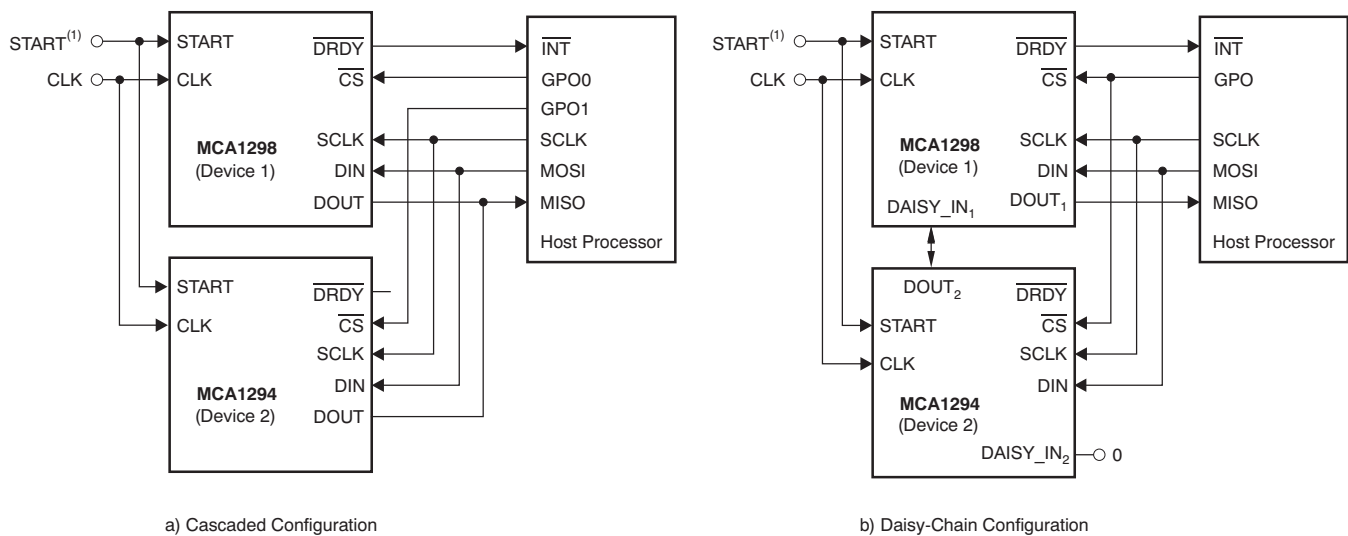 START(1)
CLK
START
CLK
DRDY
CS
SCLK
DIN
DOUT
MCA1298
(Device 1)
INT
GPO0
GPO1
SCLK
MOSI
MISO
Host Processor
START
CLK
DRDY
CS
SCLK
DIN
DOUT
MCA1294
(Device 2)
a) Cascaded Configuration
START(1)
CLK
START
CLK
DRDY
CS
SCLK
DIN
DOUT1
MCA1298
(Device 1)
DAISY_IN1
INT
GPO
SCLK
MOSI
MISO
Host Processor
DOUT2
START
CLK
DRDY
CS
SCLK
DIN
MCA1294
(Device 2)
DAISY_IN2
0
b) Daisy-Chain Configuration